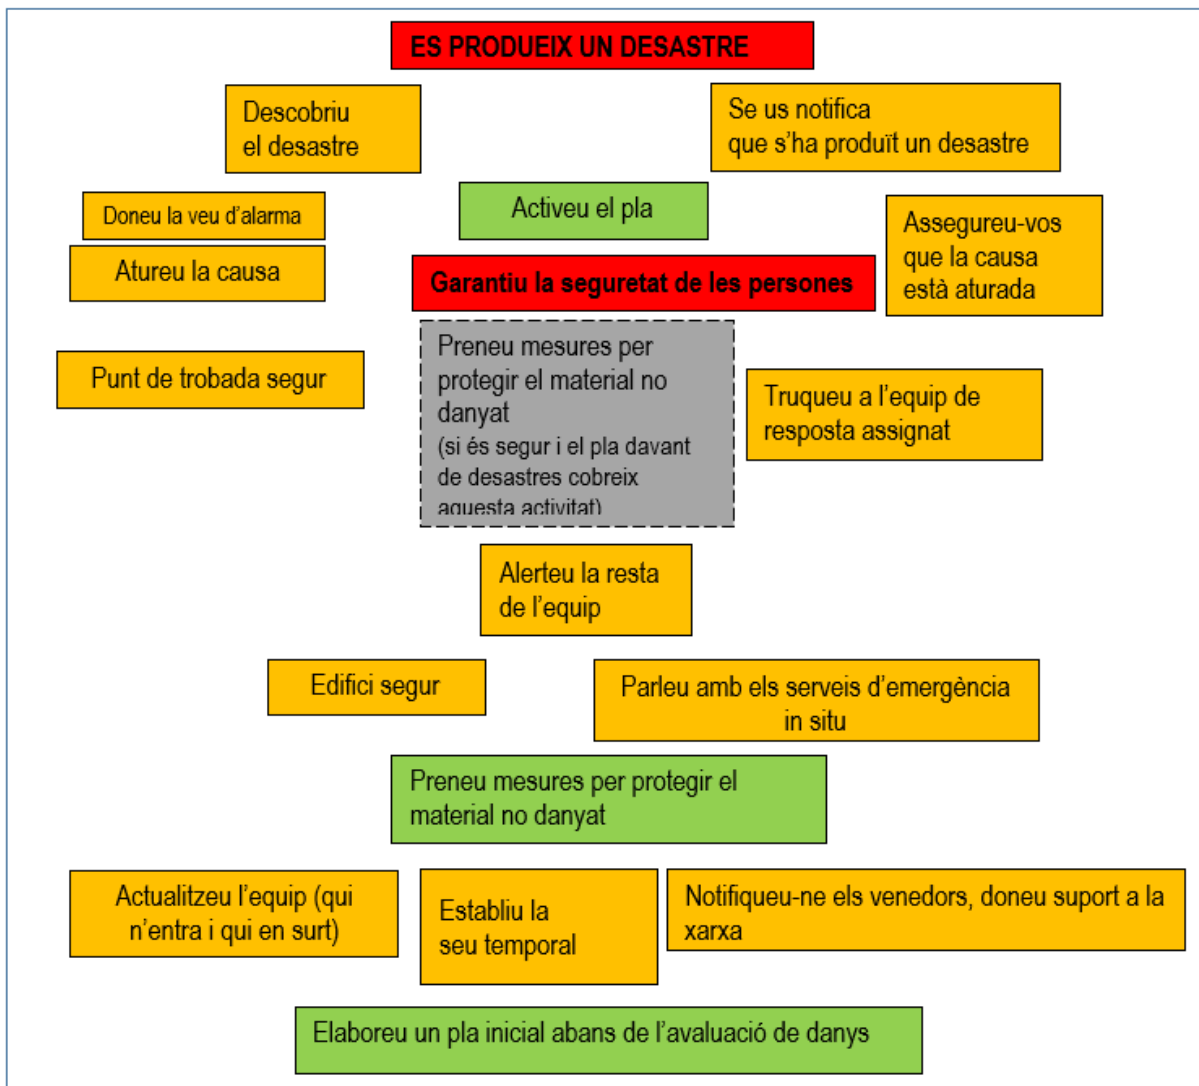 ES PRODUEIX UN DESASTRE
Descobriu
el desastre
Se us notifica
que s'ha produït un desastre
Doneu la veu d'alarma
Activeu el pla
Assegureu-vos
que la causa
està aturada
Atureu la causa
Garantiu la seguretat de les persones
Preneu mesures per
protegir el material no
danyat
(si és segur i el pla davant
de desastres cobreix
aquesta activitat)
Punt de trobada segur
Truqueu a l'equip de
resposta assignat
Alerteu la resta
de l'equip
Edifici segur
Parleu amb els serveis d'emergència
in situ
Preneu mesures per protegir el
material no danyat
Actualitzeu l'equip (qui
n'entra i qui en surt)
Establiu la
seu temporal
Notifiqueu-ne els venedors, doneu suport a la
xarxa
Elaboreu un pla inicial abans de l'avaluació de danys